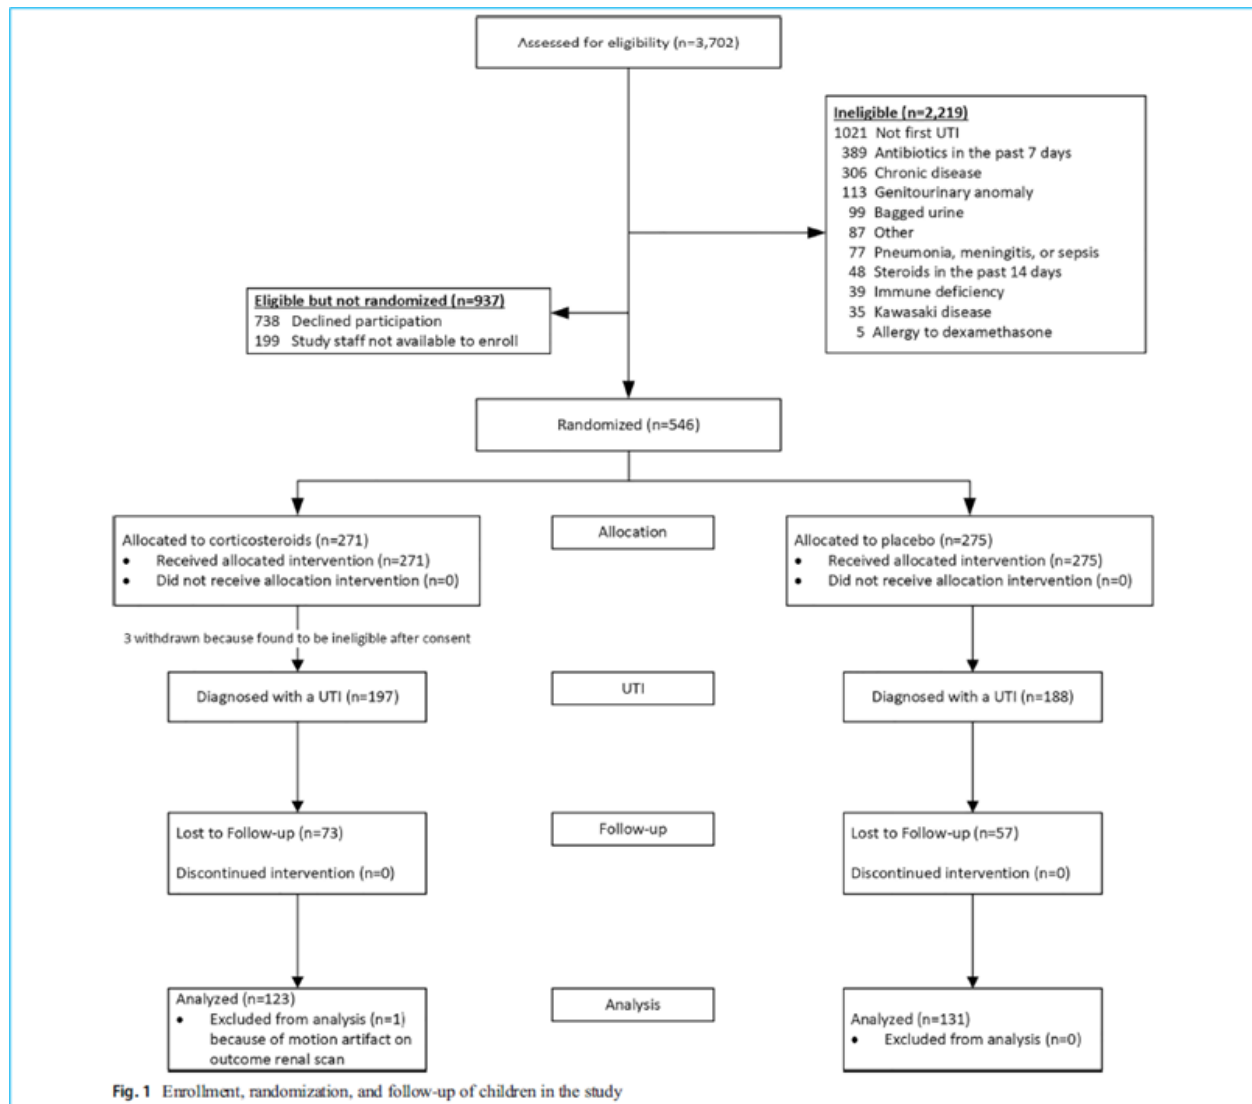 Assessed for eligibility (n=3,702)
Ineligible (n=2,219)
1021 Not first UTI
389 Antibiotics in the past 7 days
306 Chronic disease
113 Genitourinary anomaly
99 Bagged urine
87 Other
77 Pneumonia, meningitis, or sepsis
48 Steroids in the past 14 days
39 Immune deficiency
35 Kawasaki disease
5 Allergy to dexamethasone
Eligible but not randomized (n=937)
738 Declined participation
199 Study staff not available to enroll
Randomized (n=546)
Allocated to corticosteroids (n=271)
• Received allocated intervention (n=271)
• Did not receive allocation intervention (n=0)
Allocation
Allocated to placebo (n=275)
• Received allocated intervention (n=275)
• Did not receive allocation intervention (n=0)
3 withdrawn because found to be ineligible after consent
Diagnosed with a UTI (n=197)
UTI
Diagnosed with a UTI (n=188)
Lost to Follow-up (n=73)
Discontinued intervention (n=0)
Follow-up
Lost to Follow-up (n=57)
Discontinued intervention (n=0)
Analyzed (n=123)
• Excluded from analysis (n=1)
because of motion artifact on
outcome renal scan
Analysis
Analyzed (n=131)
• Excluded from analysis (n=0)
Fig. 1 Enrollment, randomization, and follow-up of children in the study